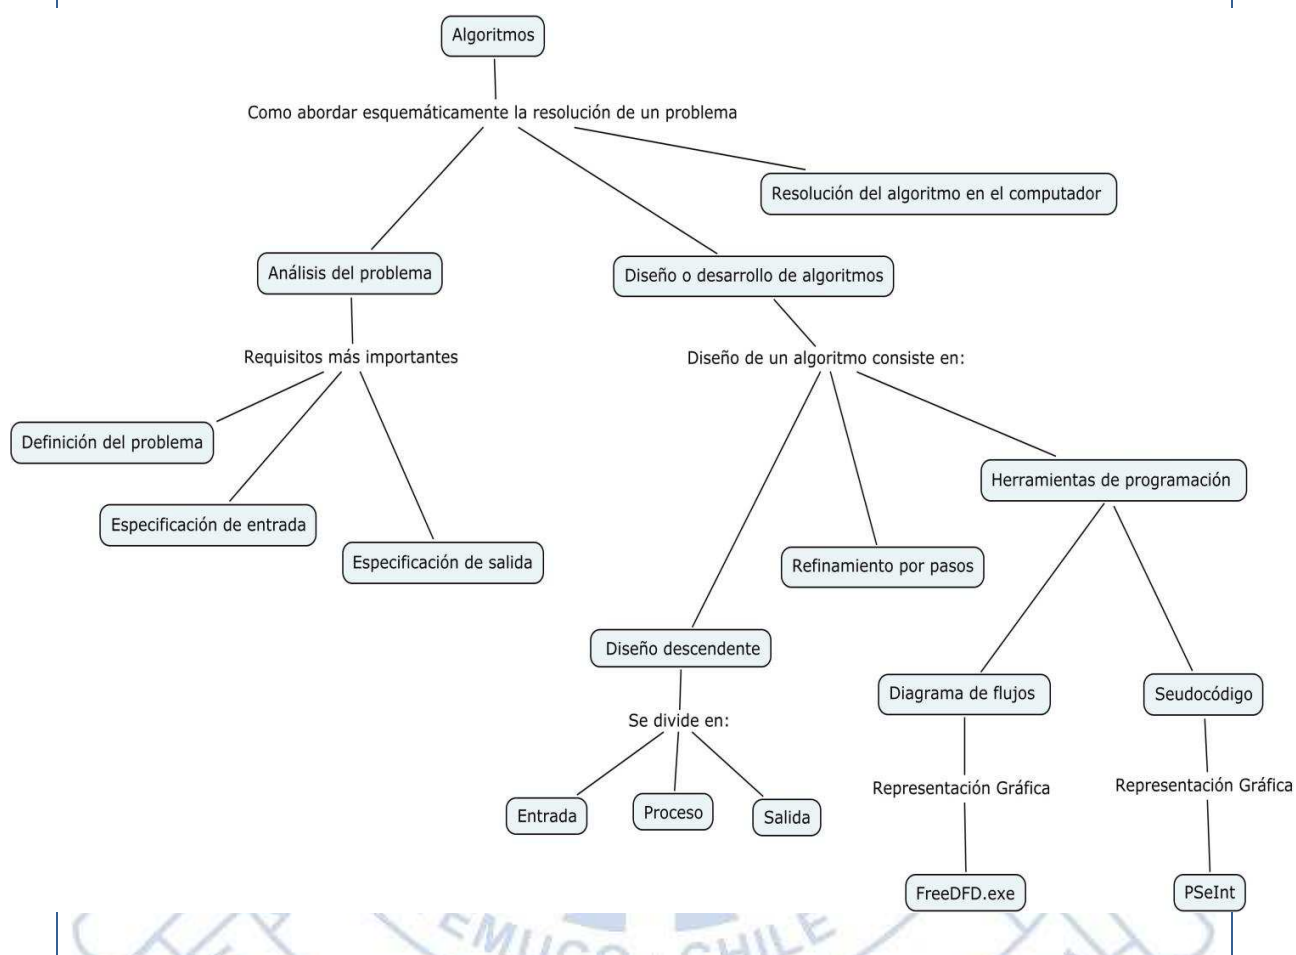 Algoritmos
Como abordar esquemáticamente la resolución de un problema
Resolución del algoritmo en el computador
Análisis del problema
Diseño o desarrollo de algoritmos
Requisitos más importantes
Diseño de un algoritmo consiste en:
Definición del problema
Herramientas de programación
Especificación de entrada
Especificación de salida
Refinamiento por pasos
Diseño descendente
Diagrama de flujos
Seudocódigo
Se divide en:
Representación Gráfica
Representación Gráfica
Entrada
Proceso
Salida
FreeDFD.exe
PSeInt
EMUCO - CHILE